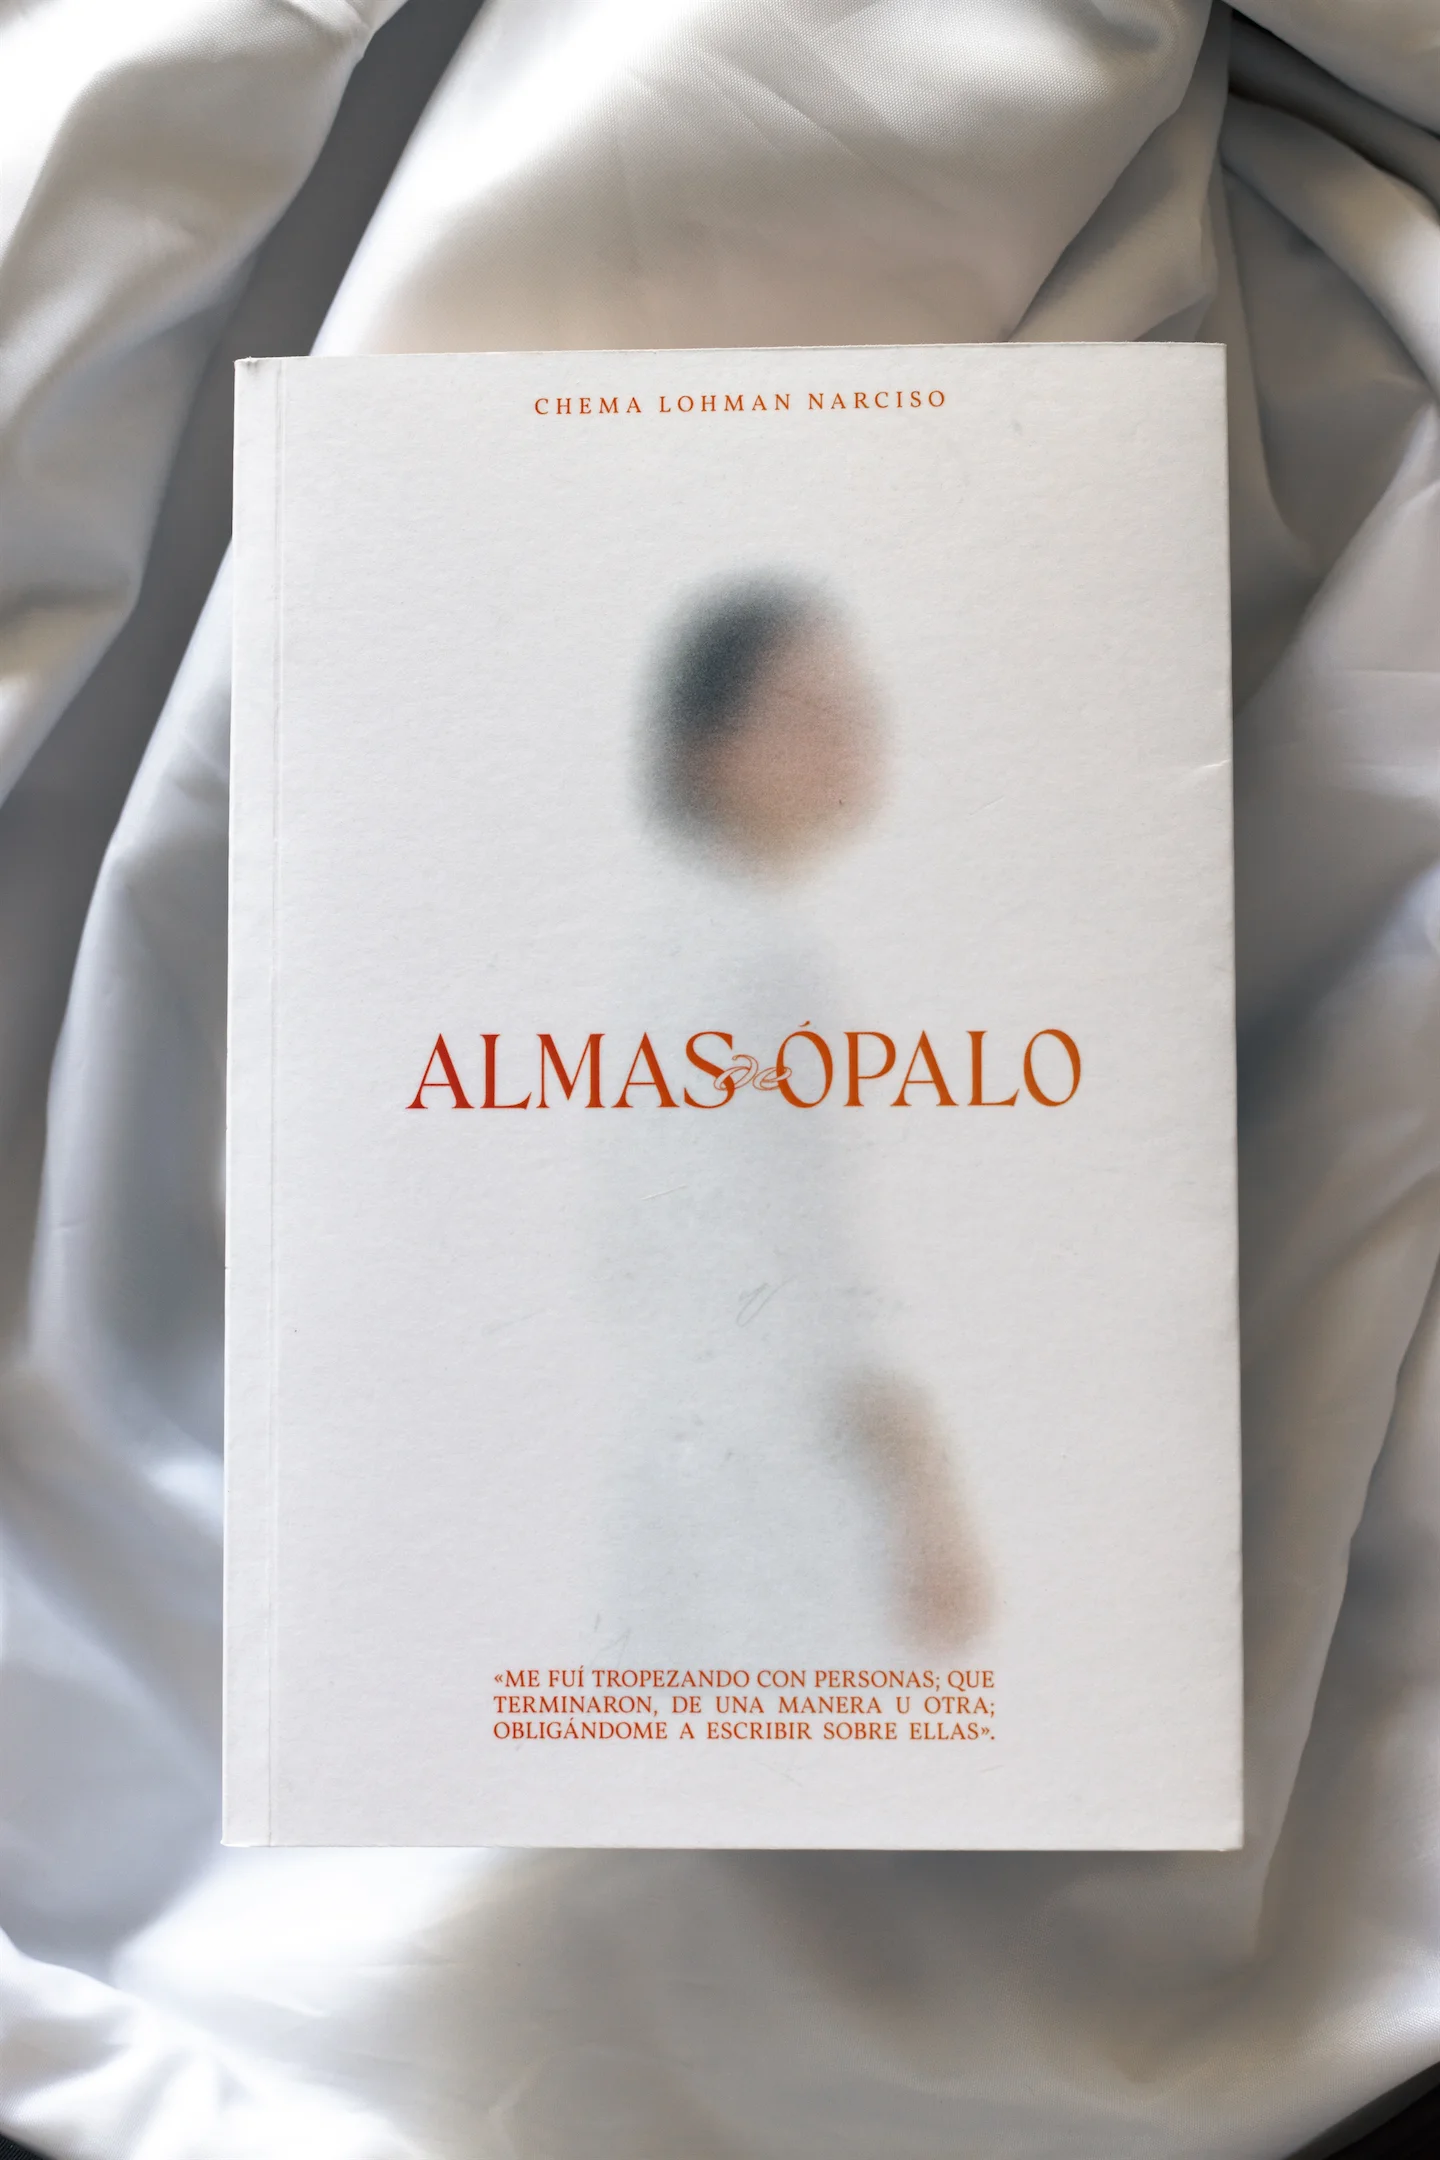 CHEMA LOHMAN NARCISO
ALMAS de ÓPALO
«ME FUÍ TROPEZANDO CON PERSONAS; QUE
TERMINARON, DE UNA MANERA U OTRA;
OBLIGÁNDOME A ESCRIBIR SOBRE ELLAS».